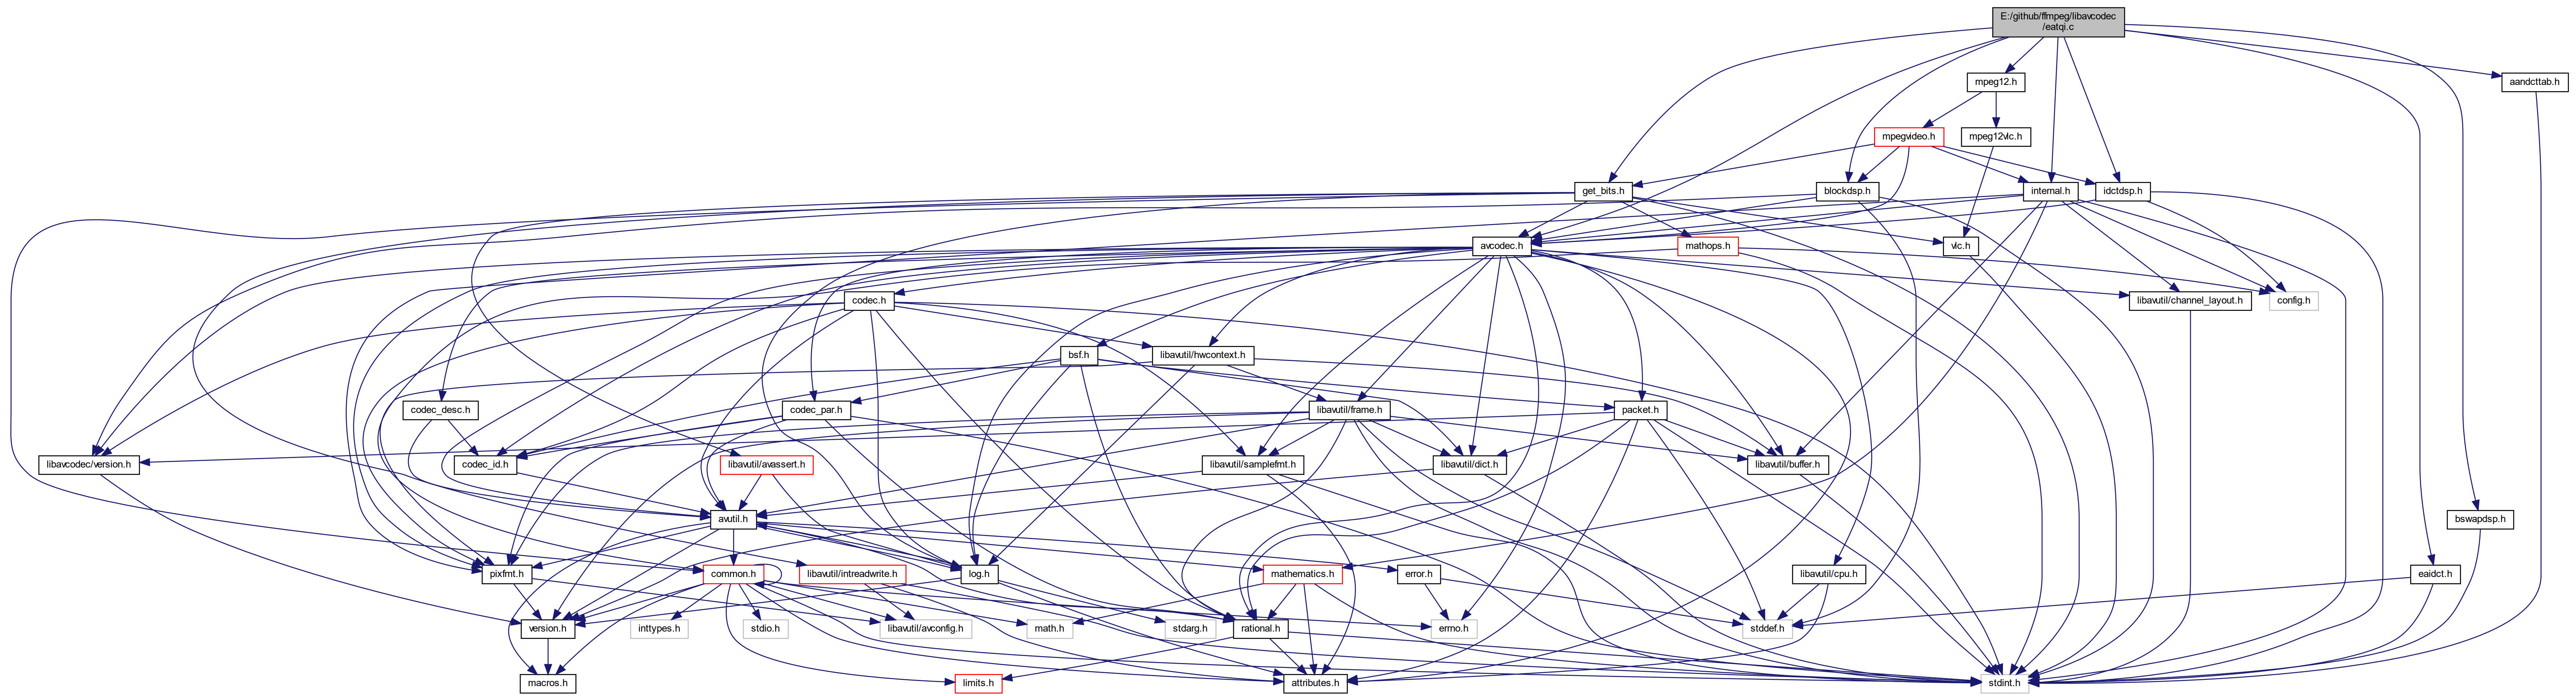 E:/github/ffmpeg/libavcodec
/eatqi.c
mpeg12.h
aandcttab.h
mpegvideo.h
mpeg12vlc.h
get_bits.h
blockdsp.h
internal.h
idctdsp.h
avcodec.h
mathops.h
vlc.h
codec.h
libavutil/channel_layout.h
config.h
bsf.h
libavutil/hwcontext.h
codec_desc.h
codec_par.h
libavutil/frame.h
packet.h
libavcodec/version.h
codec_id.h
libavutil/avassert.h
libavutil/samplefmt.h
libavutil/dict.h
libavutil/buffer.h
avutil.h
bswapdsp.h
pixfmt.h
common.h
libavutil/intreadwrite.h
log.h
mathematics.h
error.h
libavutil/cpu.h
eaidct.h
version.h
inttypes.h
stdio.h
libavutil/avconfig.h
math.h
stdarg.h
rational.h
errno.h
stddef.h
macros.h
limits.h
attributes.h
stdint.h